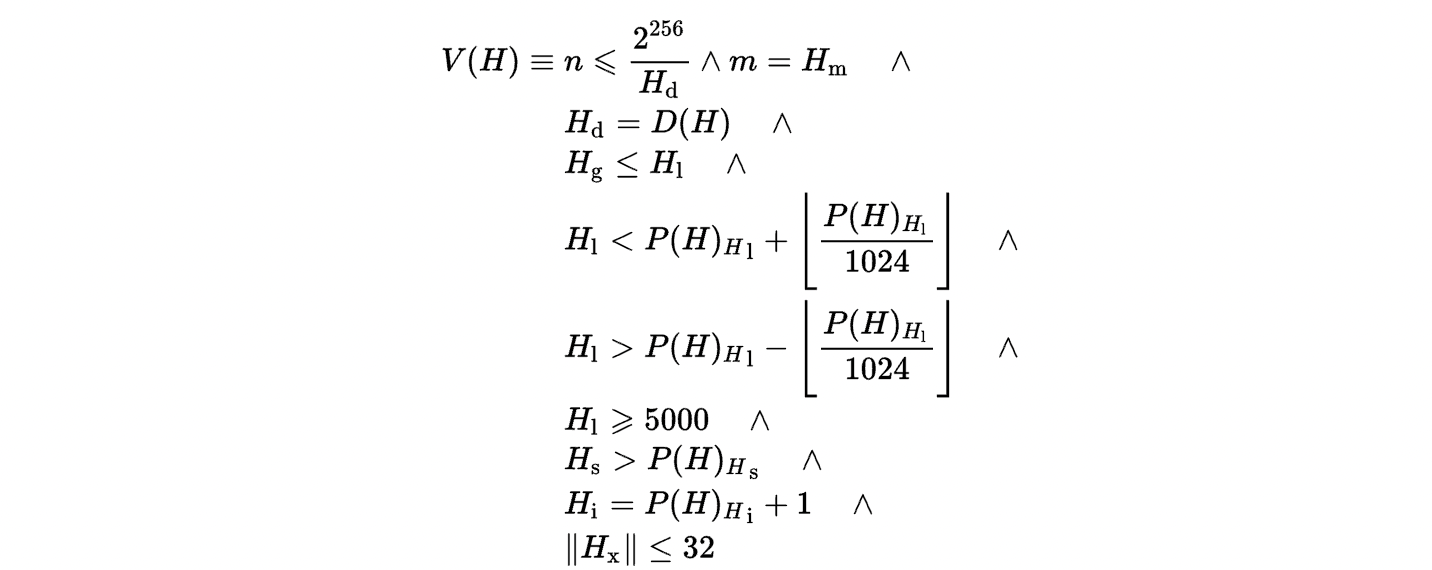 V(H) ≡ n ⩽ 2^256 / H_d ∧ m = H_m ∧
H_d = D(H) ∧
H_g ≤ H_l ∧
H_l < P(H)_{H_l} + ⌊P(H)_{H_l} / 1024⌋ ∧
H_l > P(H)_{H_l} − ⌊P(H)_{H_l} / 1024⌋ ∧
H_l ⩾ 5000 ∧
H_s > P(H)_{H_s} ∧
H_i = P(H)_{H_i} + 1 ∧
‖H_x‖ ≤ 32